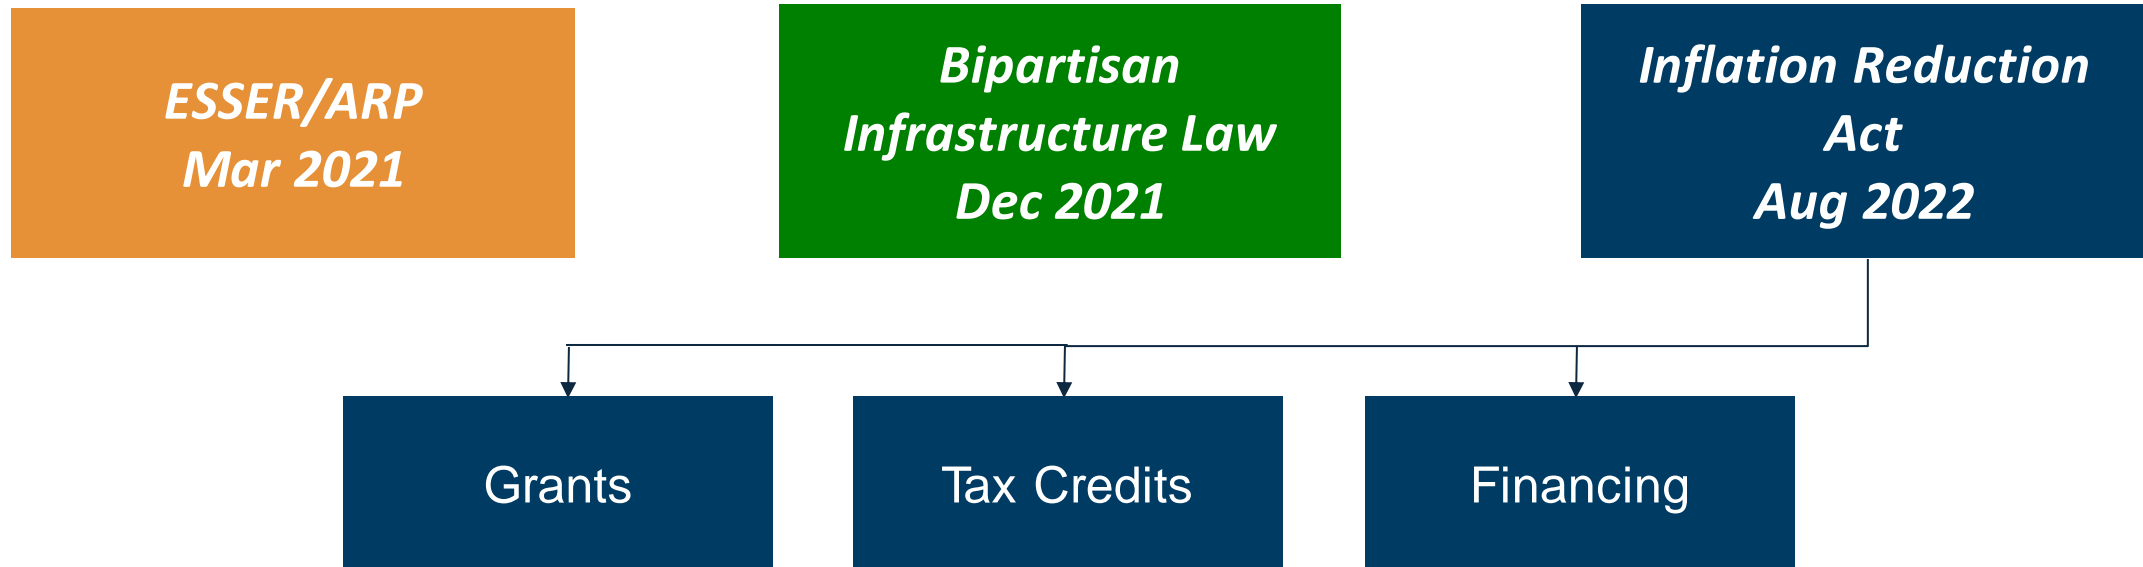 ESSER/ARP
Mar 2021
Bipartisan
Infrastructure Law
Dec 2021
Inflation Reduction
Act
Aug 2022
Grants
Tax Credits
Financing